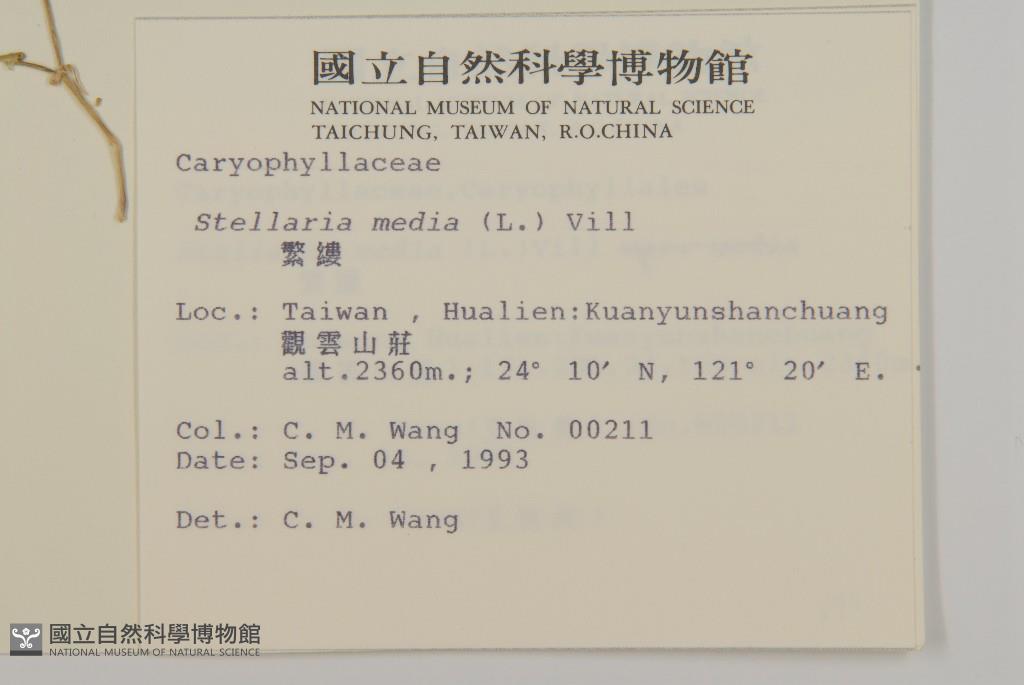 國立自然科學博物館
NATIONAL MUSEUM OF NATURAL SCIENCE
TAICHUNG, TAIWAN, R.O.CHINA
Caryophyllaceae
Stellaria media (L.) Vill
繁縷
Loc.: Taiwan , Hualien:Kuanyunshanchuang
觀雲山莊
alt.2360m.; 24° 10′ N, 121° 20′ E.
Col.: C. M. Wang No. 00211
Date: Sep. 04 , 1993
Det.: C. M. Wang
國立自然科學博物館
NATIONAL MUSEUM OF NATURAL SCIENCE